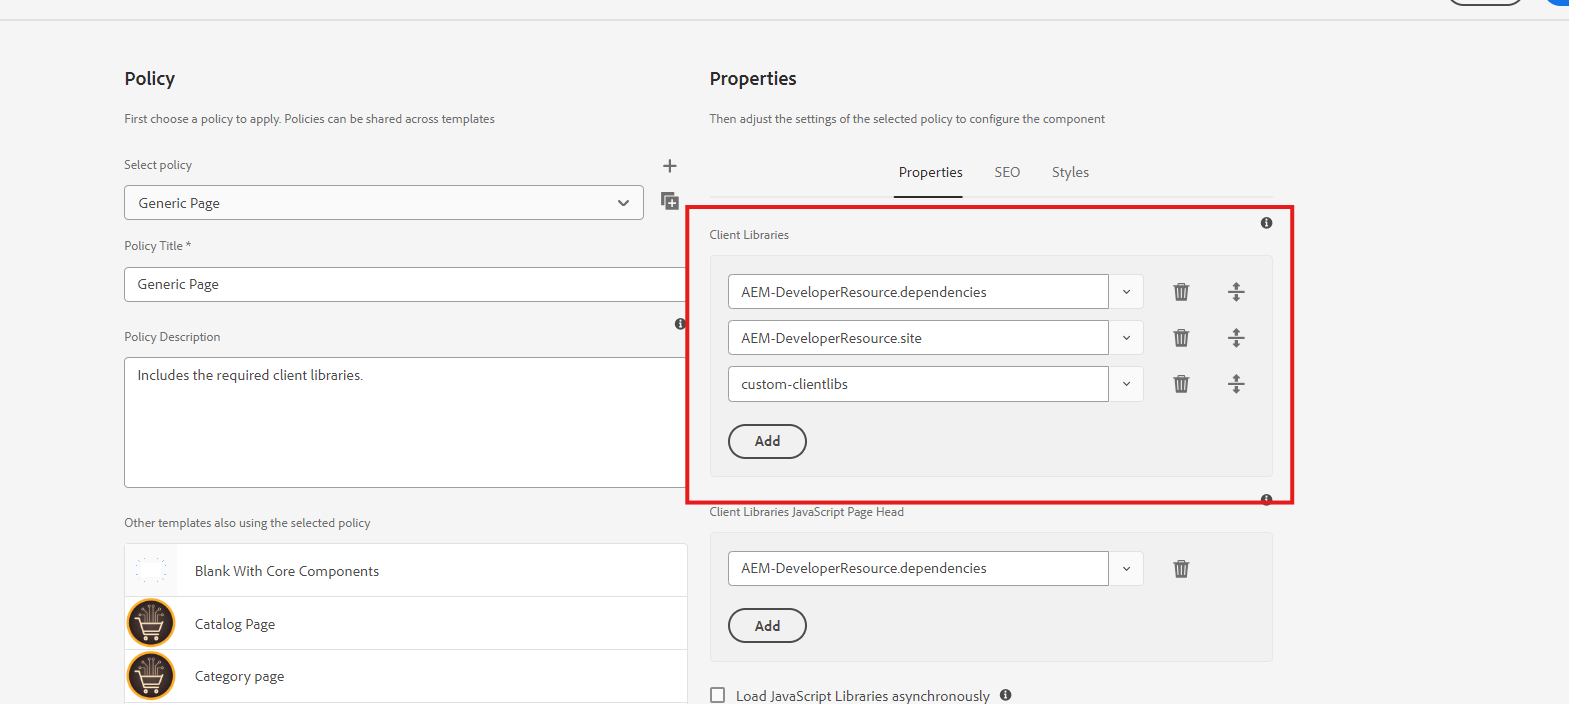 Policy
First choose a policy to apply. Policies can be shared across templates
Select policy
Generic Page
Policy Title *
Generic Page
Policy Description
Includes the required client libraries.
Other templates also using the selected policy
Blank With Core Components
Catalog Page
Category page
Properties
Then adjust the settings of the selected policy to configure the component
Properties SEO Styles
Client Libraries
AEM-DeveloperResource.dependencies
AEM-DeveloperResource.site
custom-clientlibs
Add
Client Libraries JavaScript Page Head
AEM-DeveloperResource.dependencies
Add
Load JavaScript Libraries asynchronously